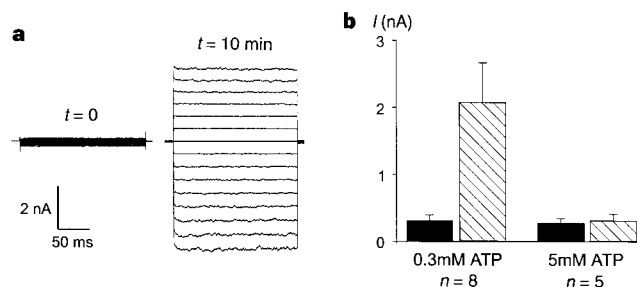 a
t = 0
t = 10 min
2 nA
50 ms
b
I (nA)
3
2
1
0
0.3mM ATP
n = 8
5mM ATP
n = 5